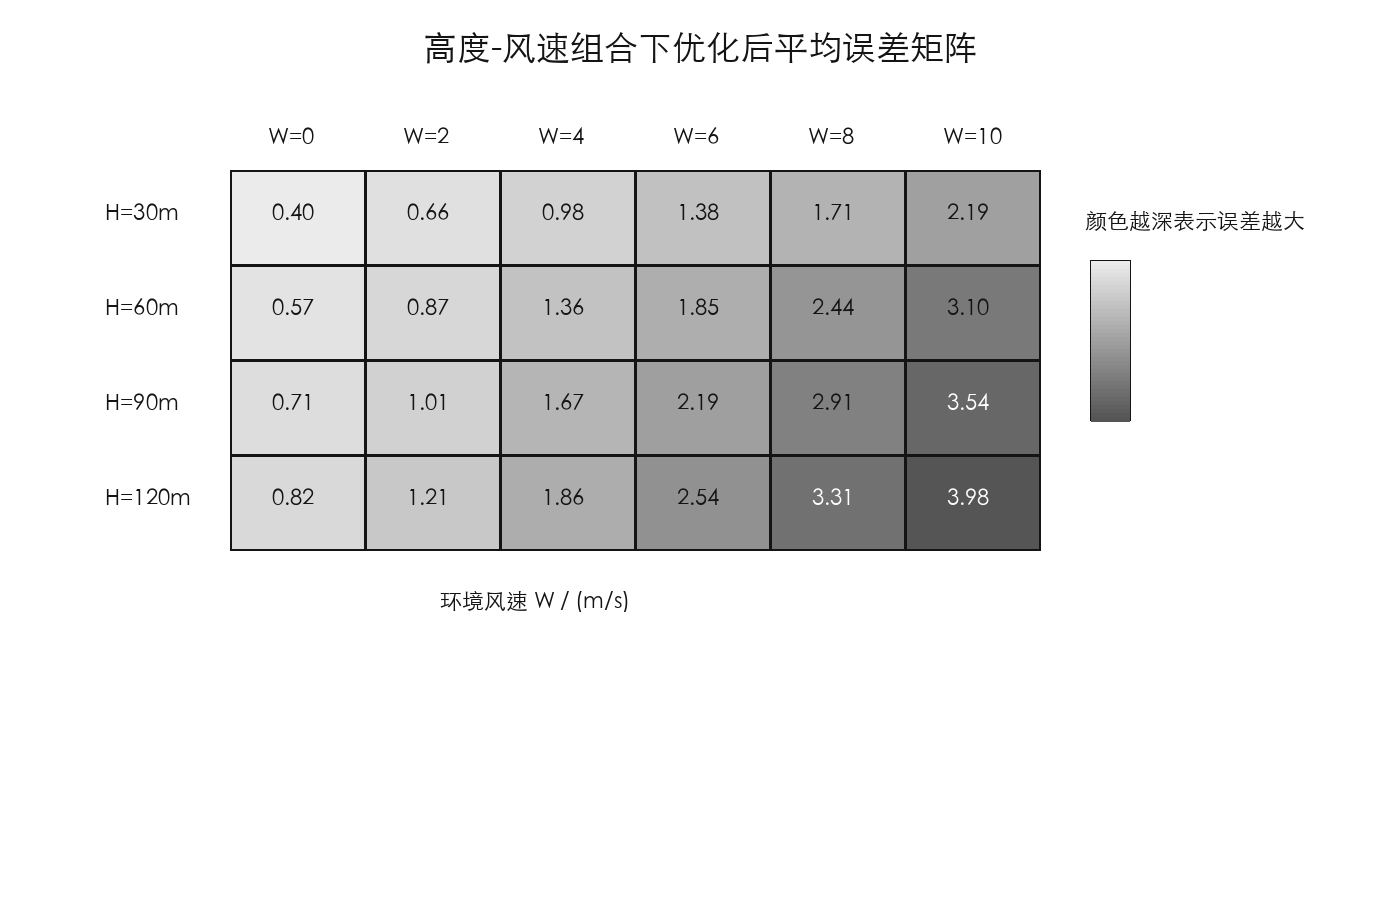 高度-风速组合下优化后平均误差矩阵
W=0 W=2 W=4 W=6 W=8 W=10
H=30m 0.40 0.66 0.98 1.38 1.71 2.19
颜色越深表示误差越大
H=60m 0.57 0.87 1.36 1.85 2.44 3.10
H=90m 0.71 1.01 1.67 2.19 2.91 3.54
H=120m 0.82 1.21 1.86 2.54 3.31 3.98
环境风速 W / (m/s)